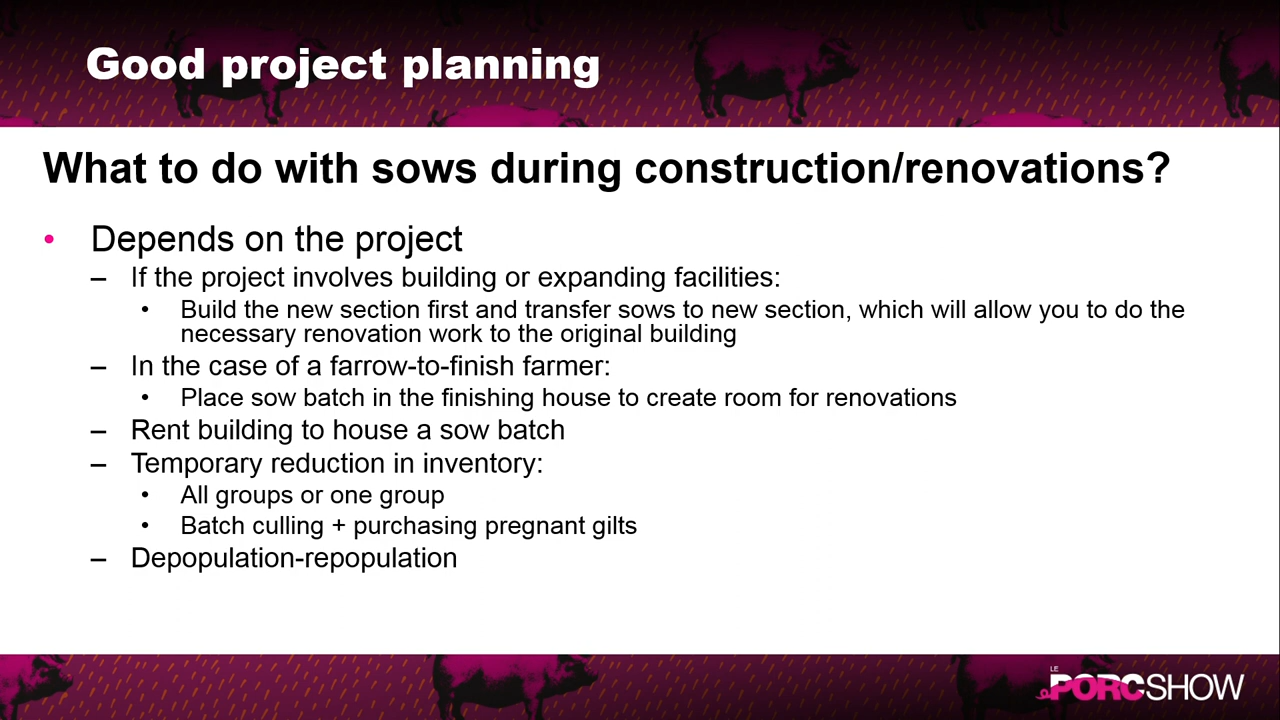 Good project planning
What to do with sows during construction/renovations?
• Depends on the project
– If the project involves building or expanding facilities:
• Build the new section first and transfer sows to new section, which will allow you to do the
necessary renovation work to the original building
– In the case of a farrow-to-finish farmer:
• Place sow batch in the finishing house to create room for renovations
– Rent building to house a sow batch
– Temporary reduction in inventory:
• All groups or one group
• Batch culling + purchasing pregnant gilts
– Depopulation-repopulation
LE
PORCSHOW